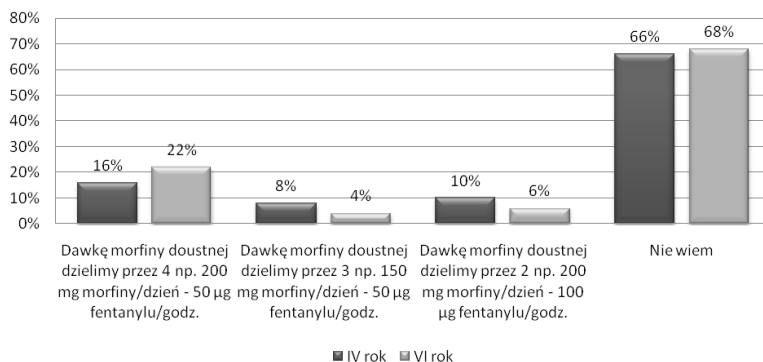 80%
70%
60%
50%
40%
30%
20%
10%
0%
16%
22%
8%
4%
10%
6%
66%
68%
Dawkę morfiny doustnej
dzielimy przez 4 np. 200
mg morfiny/dzień - 50 µg
fentanylu/godz.
Dawkę morfiny doustnej
dzielimy przez 3 np. 150
mg morfiny/dzień - 50 µg
fentanylu/godz.
Dawkę morfiny doustnej
dzielimy przez 2 np. 200
mg morfiny/dzień - 100
µg fentanylu/godz.
Nie wiem
IV rok
VI rok